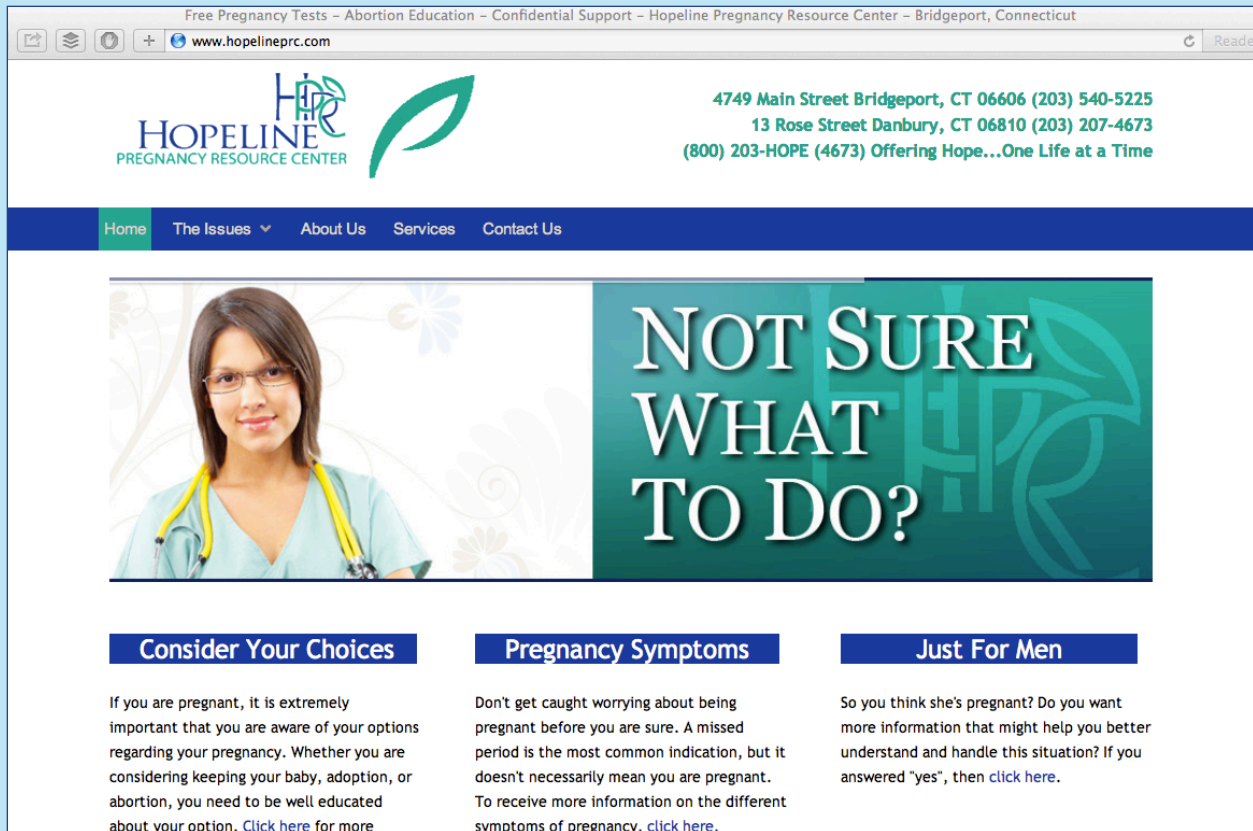 Free Pregnancy Tests – Abortion Education – Confidential Support – Hopeline Pregnancy Resource Center – Bridgeport, Connecticut
www.hopelineprc.com
Reade
HPRC
HOPELINE
PREGNANCY RESOURCE CENTER
4749 Main Street Bridgeport, CT 06606 (203) 540-5225
13 Rose Street Danbury, CT 06810 (203) 207-4673
(800) 203-HOPE (4673) Offering Hope...One Life at a Time
Home The Issues About Us Services Contact Us
NOT SURE
WHAT
TO DO?
HPRC
Consider Your Choices
If you are pregnant, it is extremely
important that you are aware of your options
regarding your pregnancy. Whether you are
considering keeping your baby, adoption, or
abortion, you need to be well educated
about your option. Click here for more
Pregnancy Symptoms
Don't get caught worrying about being
pregnant before you are sure. A missed
period is the most common indication, but it
doesn't necessarily mean you are pregnant.
To receive more information on the different
symptoms of pregnancy, click here.
Just For Men
So you think she's pregnant? Do you want
more information that might help you better
understand and handle this situation? If you
answered "yes", then click here.